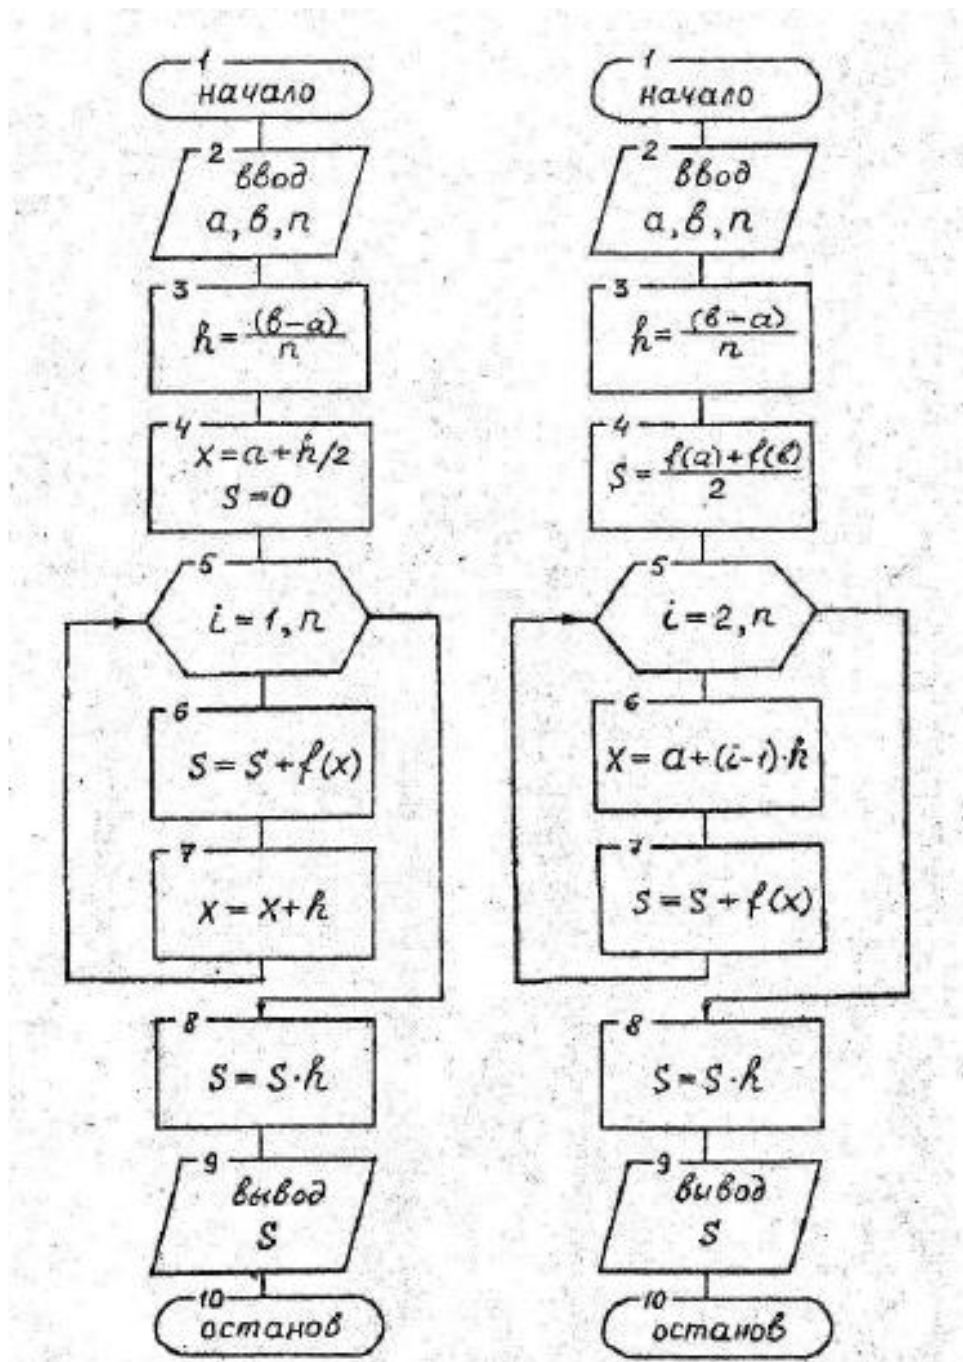 1
начало
2
ввод
a, в, n
3
h = (в-a)/n
4
x = a + h/2
S = 0
5
i = 1, n
6
S = S + f(x)
7
x = x + h
8
S = S · h
9
вывод
S
10
останов
1
начало
2
ввод
a, в, n
3
h = (в-a)/n
4
S = f(a) + f(в)/2
5
i = 2, n
6
x = a + (i-1) · h
7
S = S + f(x)
8
S = S · h
9
вывод
S
10
останов